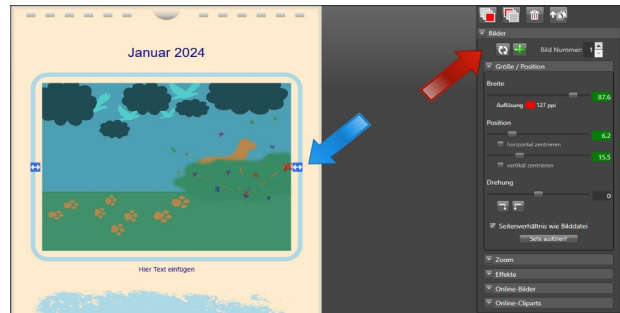 Januar 2024
Hier Text einfügen
Bilder
Bild Nummer: 1
Größe / Position
Breite
87.6
Auflösung 127 ppi
Position
6.2
horizontal zentrieren
15.5
vertikal zentrieren
Drehung
0
Seitenverhältnis wie Bilddatei
Seite ausfüllen!
Zoom
Effekte
Online-Bilder
Online-Cliparts